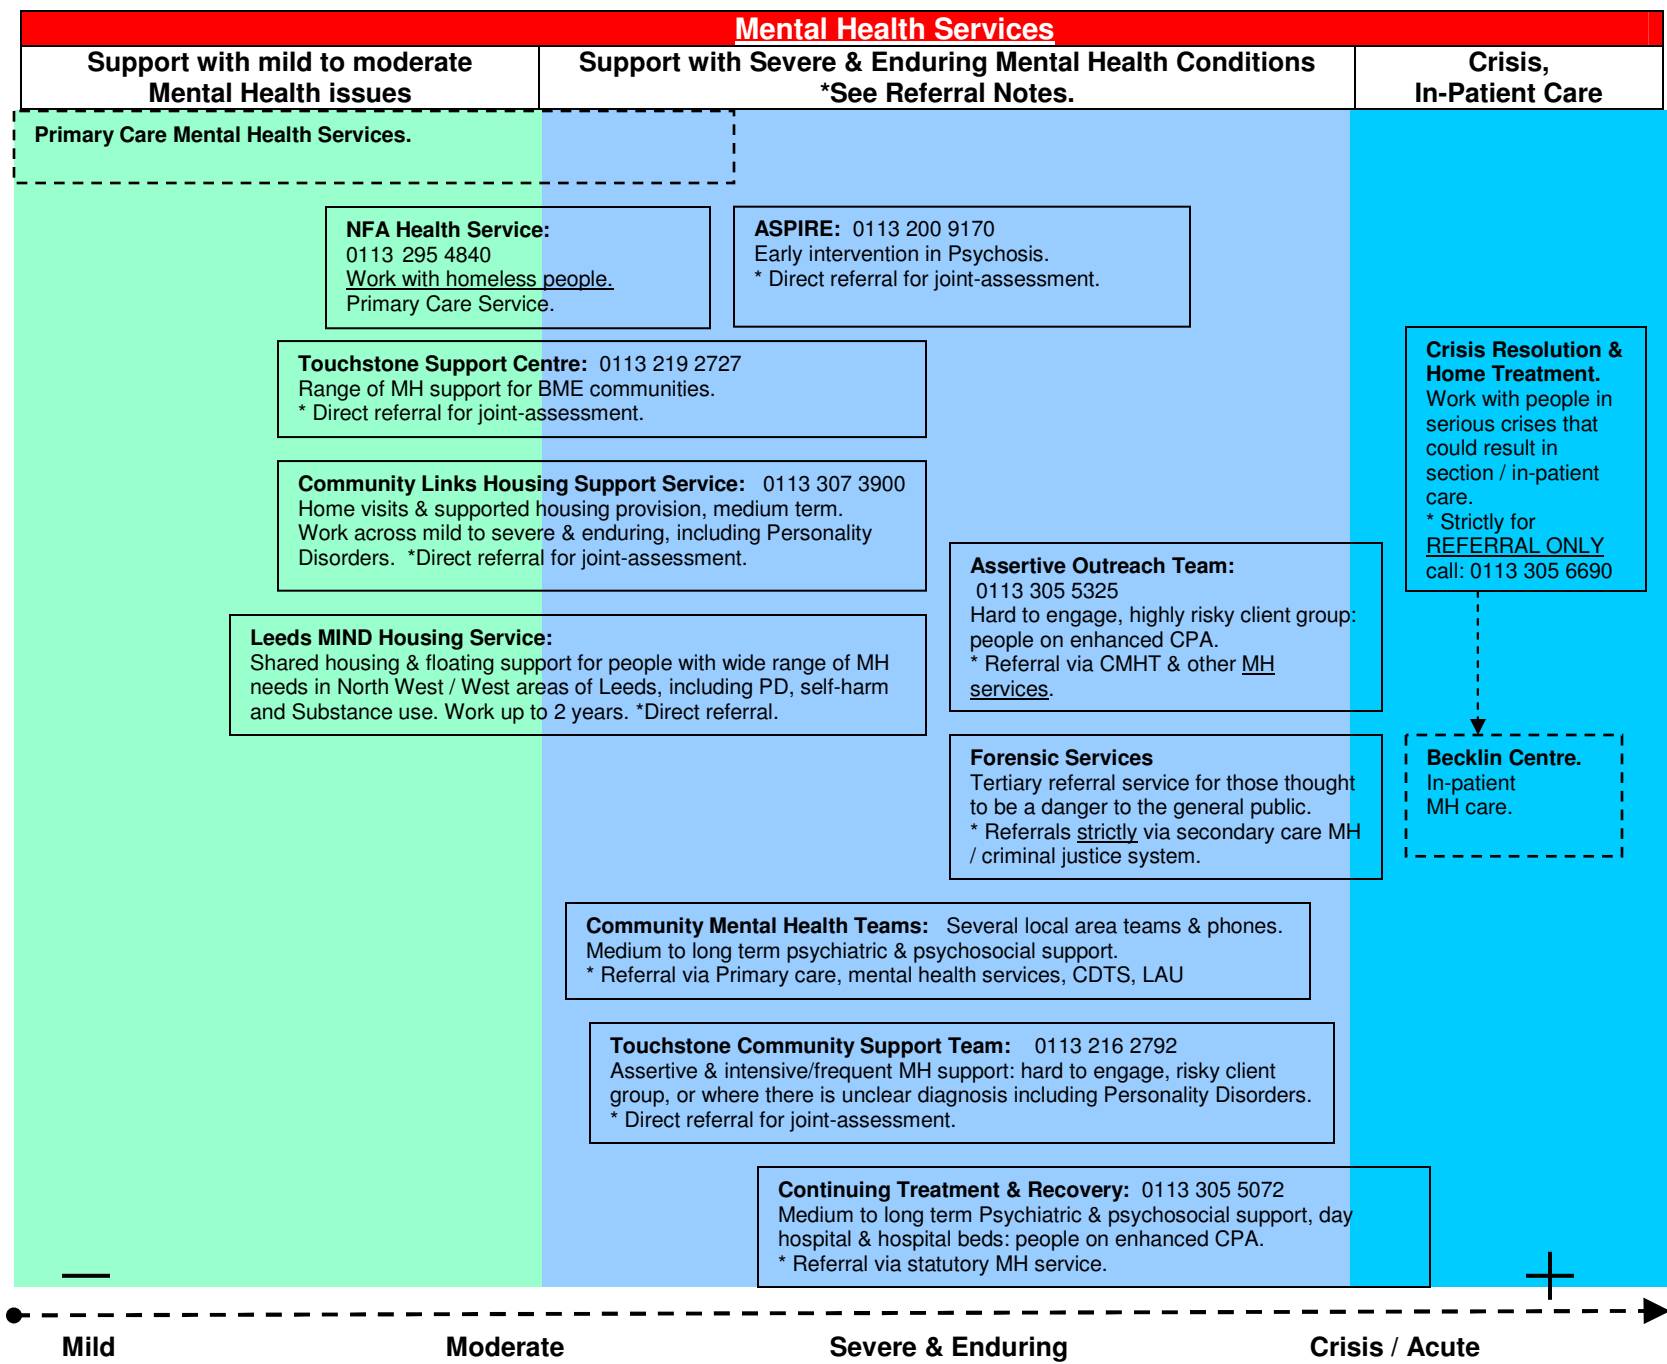 Mental Health Services
Support with mild to moderate
Mental Health issues
Support with Severe & Enduring Mental Health Conditions
*See Referral Notes.
Crisis,
In-Patient Care
Primary Care Mental Health Services.
NFA Health Service:
0113 295 4840
Work with homeless people.
Primary Care Service.
ASPIRE: 0113 200 9170
Early intervention in Psychosis.
* Direct referral for joint-assessment.
Touchstone Support Centre: 0113 219 2727
Range of MH support for BME communities.
* Direct referral for joint-assessment.
Crisis Resolution &
Home Treatment.
Work with people in
serious crises that
could result in
section / in-patient
care.
* Strictly for
REFERRAL ONLY
call: 0113 305 6690
Community Links Housing Support Service: 0113 307 3900
Home visits & supported housing provision, medium term.
Work across mild to severe & enduring, including Personality
Disorders. *Direct referral for joint-assessment.
Assertive Outreach Team:
0113 305 5325
Hard to engage, highly risky client group:
people on enhanced CPA.
* Referral via CMHT & other MH
services.
Leeds MIND Housing Service:
Shared housing & floating support for people with wide range of MH
needs in North West / West areas of Leeds, including PD, self-harm
and Substance use. Work up to 2 years. *Direct referral.
Forensic Services
Tertiary referral service for those thought
to be a danger to the general public.
* Referrals strictly via secondary care MH
/ criminal justice system.
Becklin Centre.
In-patient
MH care.
Community Mental Health Teams: Several local area teams & phones.
Medium to long term psychiatric & psychosocial support.
* Referral via Primary care, mental health services, CDTS, LAU
Touchstone Community Support Team: 0113 216 2792
Assertive & intensive/frequent MH support: hard to engage, risky client
group, or where there is unclear diagnosis including Personality Disorders.
* Direct referral for joint-assessment.
Continuing Treatment & Recovery: 0113 305 5072
Medium to long term Psychiatric & psychosocial support, day
hospital & hospital beds: people on enhanced CPA.
* Referral via statutory MH service.
Mild
Moderate
Severe & Enduring
Crisis / Acute